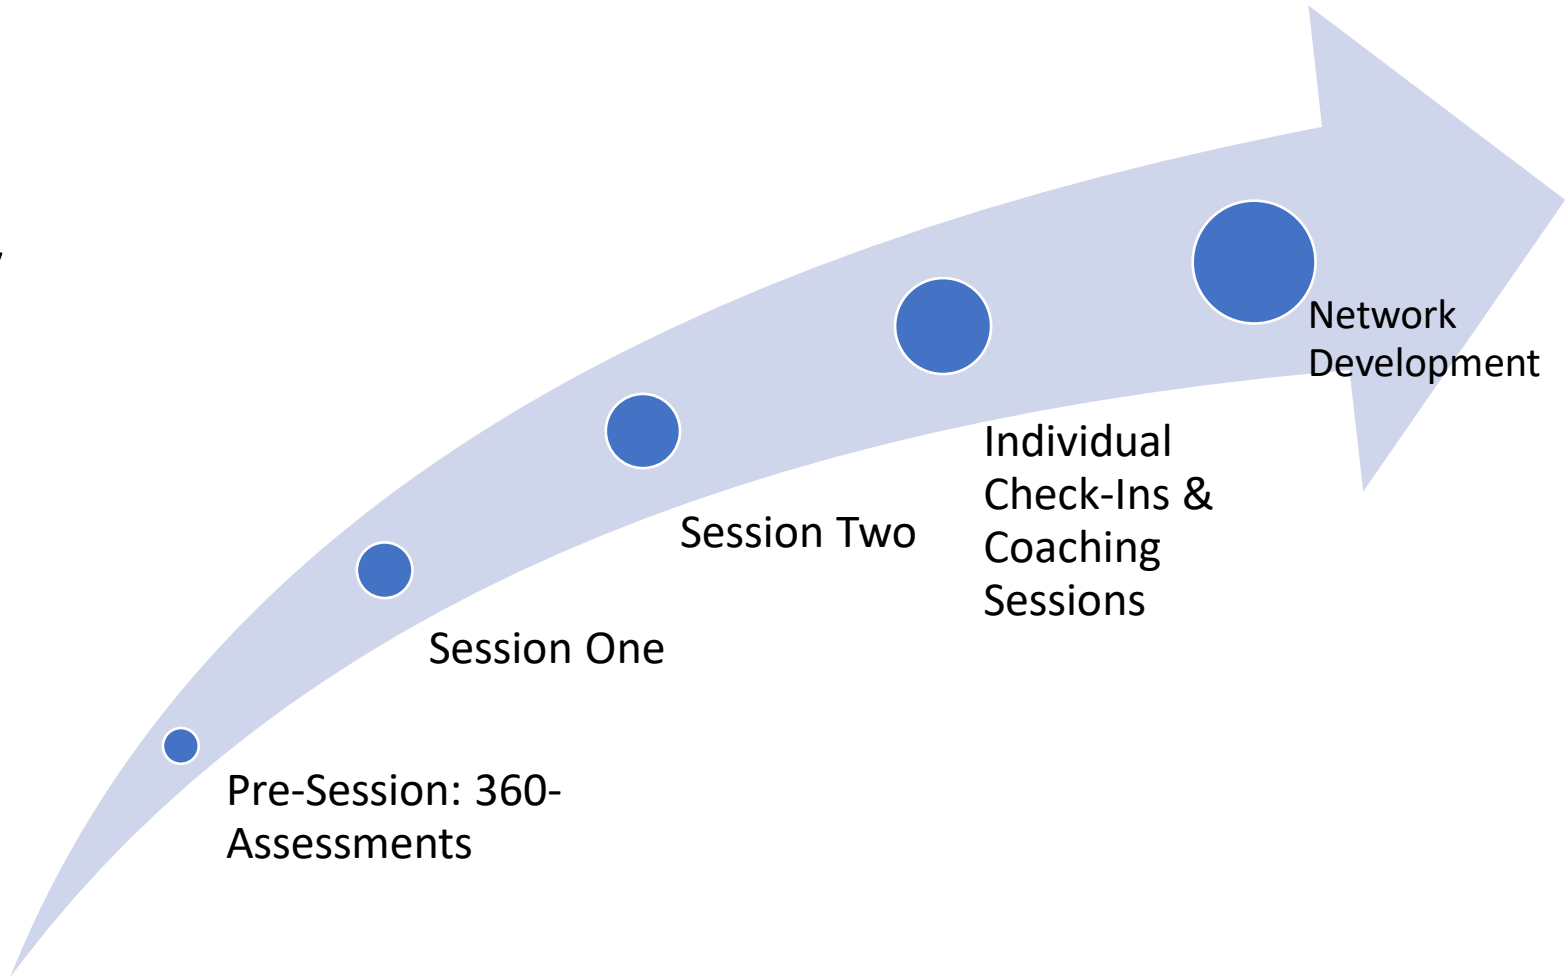 Network
Development
Individual
Check-Ins &
Coaching
Sessions
Session Two
Session One
Pre-Session: 360-
Assessments